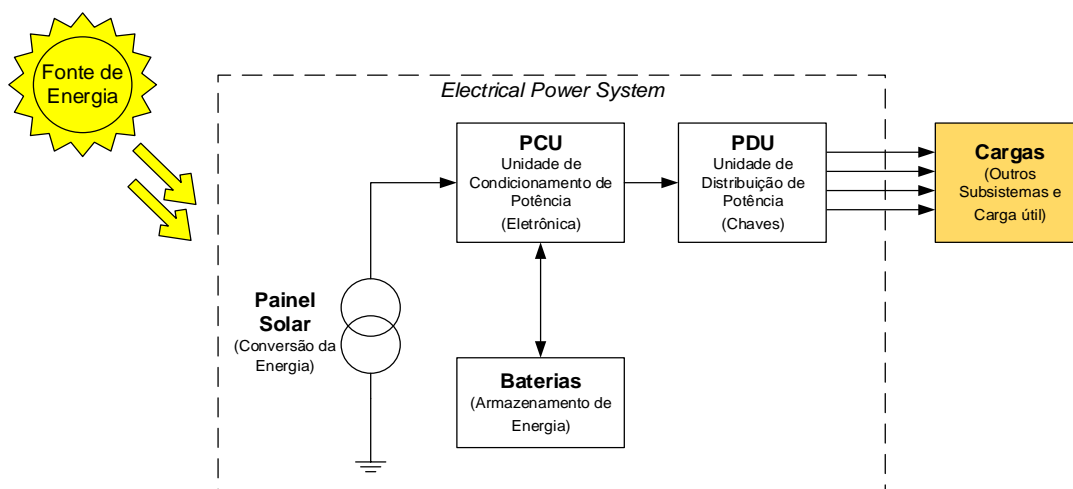 Fonte de
Energia
Electrical Power System
PCU
Unidade de
Condicionamento de
Potência
(Eletrônica)
PDU
Unidade de
Distribuição de
Potência
(Chaves)
Cargas
(Outros
Subsistemas e
Carga útil)
Painel
Solar
(Conversão da
Energia)
Baterias
(Armazenamento de
Energia)